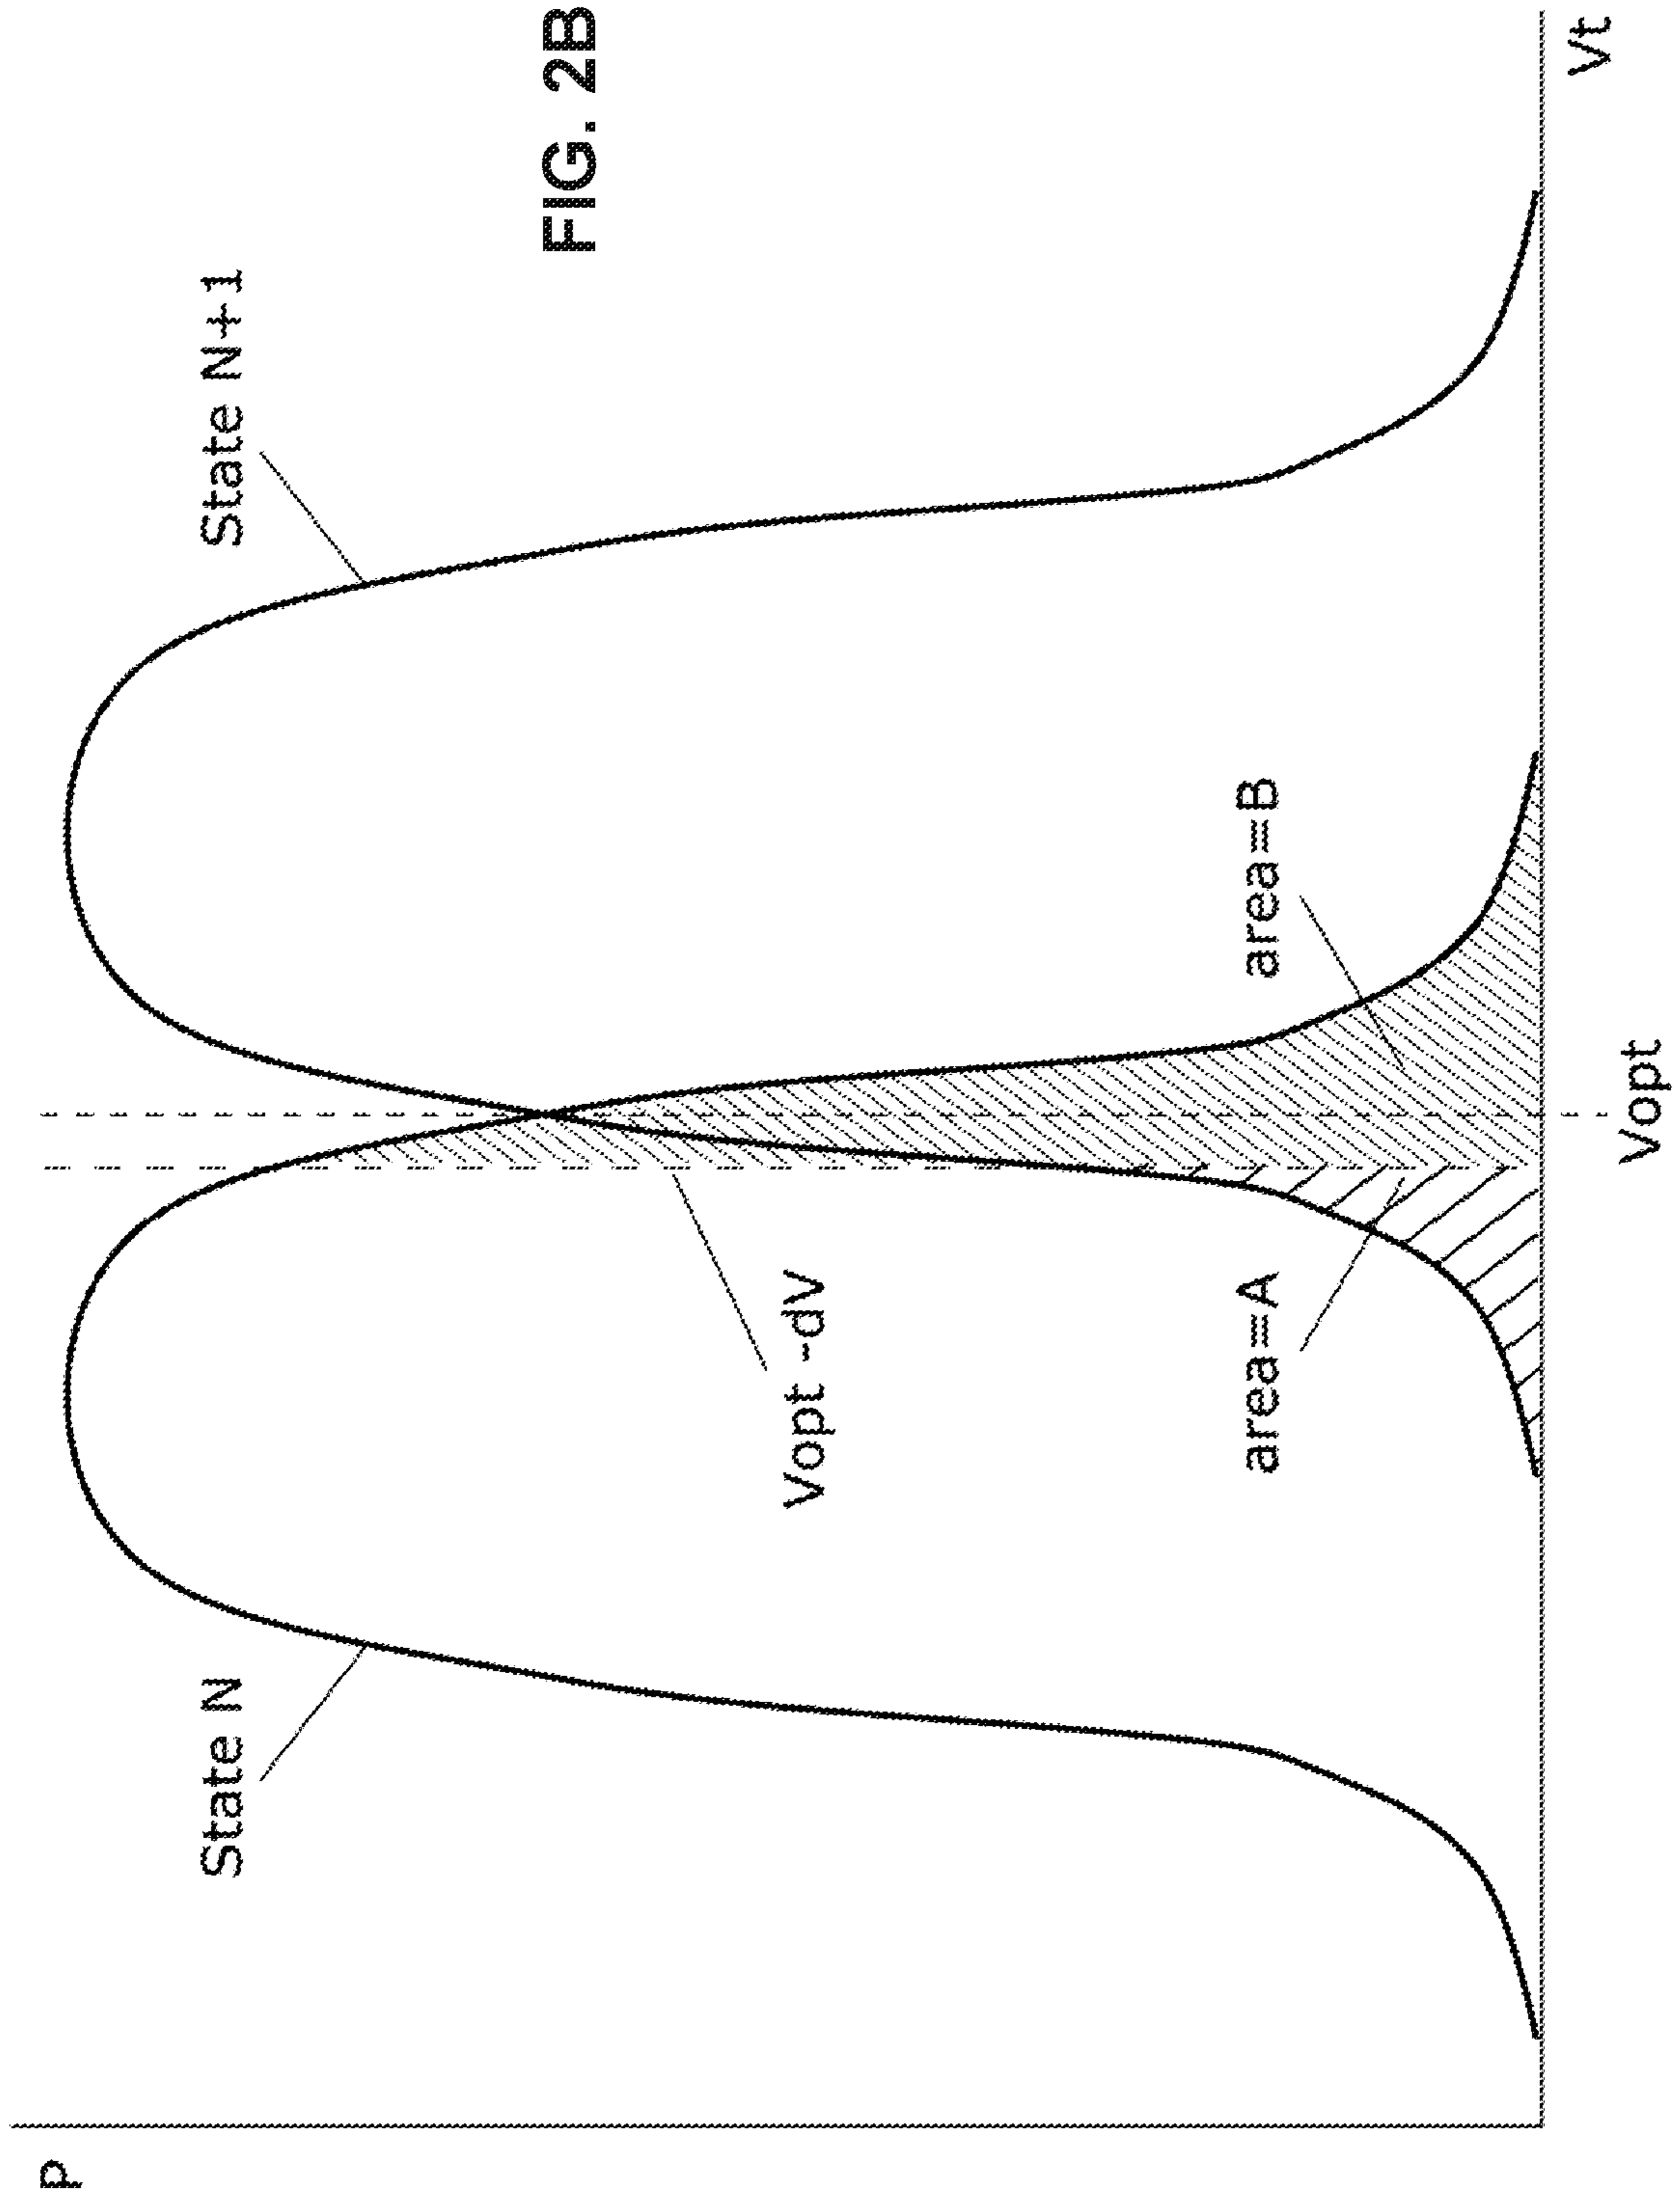 P
State N
State N+1
FIG. 2B
Vopt -dV
area=A
area=B
Vopt
Vt